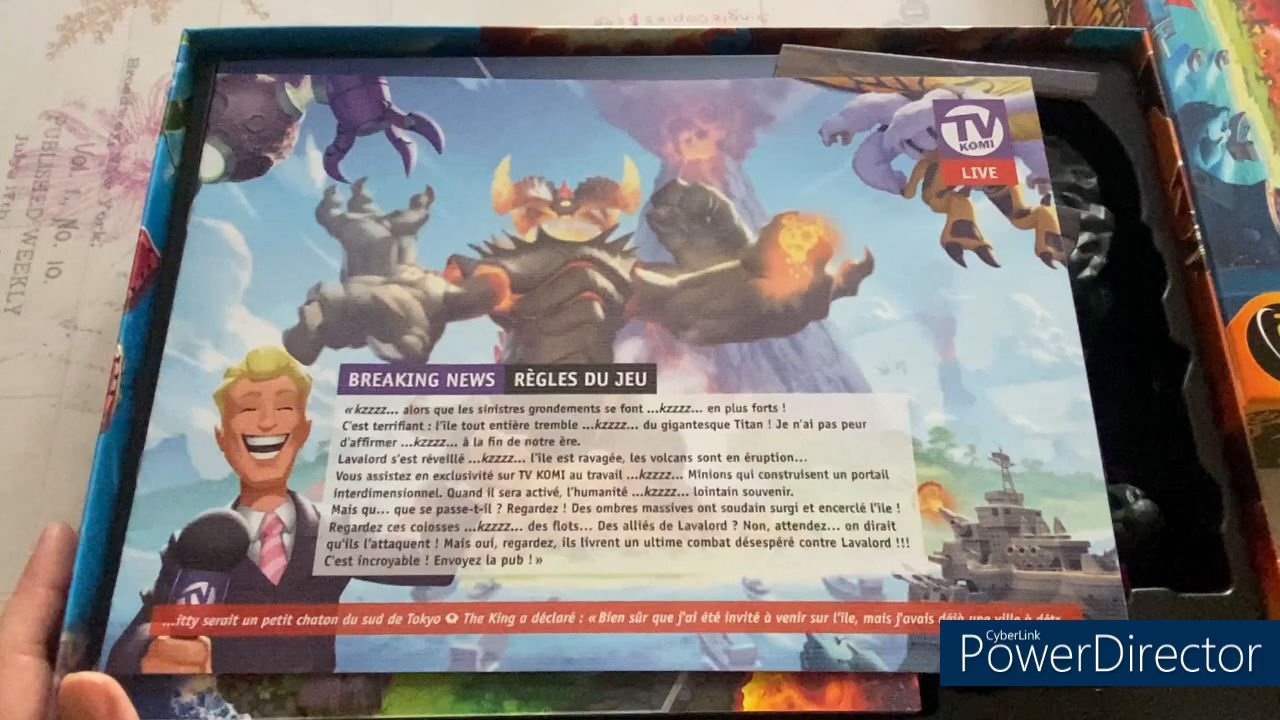 PUBLISHED WEEKLY
Vol. 1., No. 10.
TV
KOMI
LIVE
BREAKING NEWS RÈGLES DU JEU
« kzzzz... alors que les sinistres grondements se font ...kzzzz... en plus forts !
C'est terrifiant : l'île tout entière tremble ...kzzzz... du gigantesque Titan ! Je n'ai pas peur
d'affirmer ...kzzzz... à la fin de notre ère.
Lavalord s'est réveillé ...kzzzz... l'île est ravagée, les volcans sont en éruption...
Vous assistez en exclusivité sur TV KOMI au travail ...kzzzz... Minions qui construisent un portail
interdimensionnel. Quand il sera activé, l'humanité ...kzzzz... lointain souvenir.
Mais qu... que se passe-t-il ? Regardez ! Des ombres massives ont soudain surgi et encerclé l'île !
Regardez ces colosses ...kzzzz... des flots... Des alliés de Lavalord ? Non, attendez... on dirait
qu'ils l'attaquent ! Mais oui, regardez, ils livrent un ultime combat désespéré contre Lavalord !!!
C'est incroyable ! Envoyez la pub ! »
TV
...itty serait un petit chaton du sud de Tokyo The King a déclaré : « Bien sûr que j'ai été invité à venir sur l'île, mais j'avais déjà une ville à
CyberLink
PowerDirector